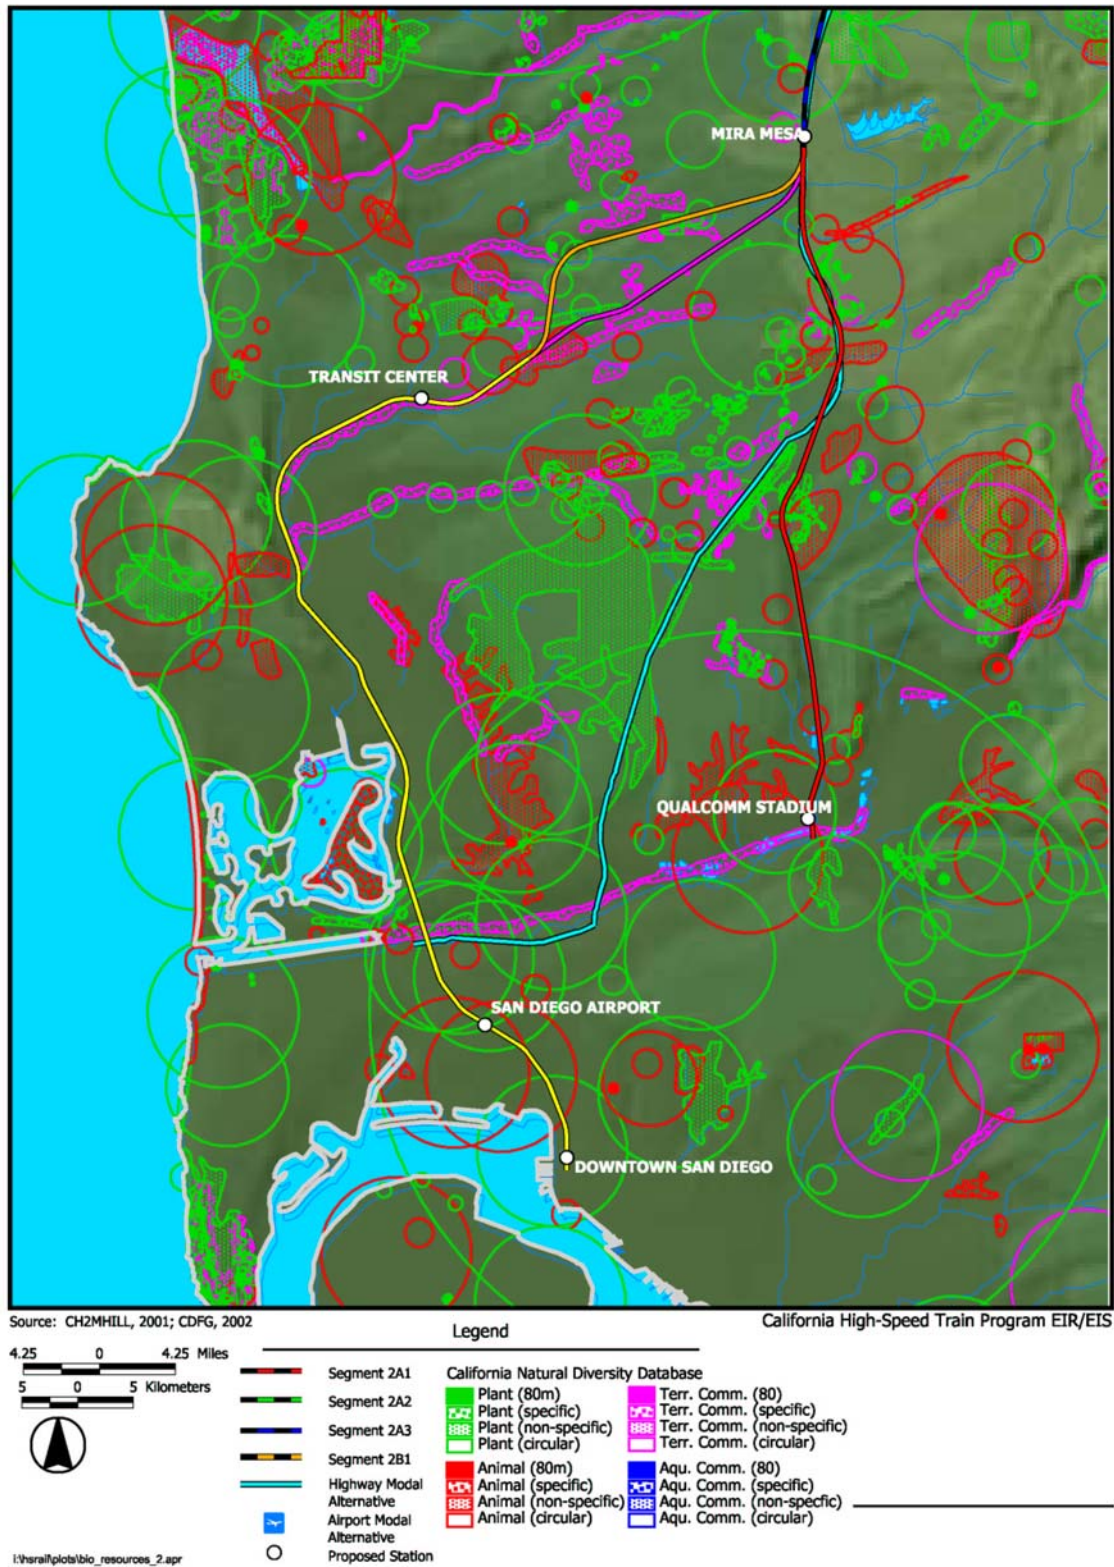 MIRA MESA
TRANSIT CENTER
QUALCOMM STADIUM
SAN DIEGO AIRPORT
DOWNTOWN SAN DIEGO
Source: CH2MHILL, 2001; CDFG, 2002
California High-Speed Train Program EIR/EIS
Legend
4.25 0 4.25 Miles
5 0 5 Kilometers
Segment 2A1
Segment 2A2
Segment 2A3
Segment 2B1
Highway Modal
Alternative
Airport Modal
Alternative
Proposed Station
California Natural Diversity Database
Plant (80m)
Plant (specific)
Plant (non-specific)
Plant (circular)
Animal (80m)
Animal (specific)
Animal (non-specific)
Animal (circular)
Terr. Comm. (80)
Terr. Comm. (specific)
Terr. Comm. (non-specific)
Terr. Comm. (circular)
Aqu. Comm. (80)
Aqu. Comm. (specific)
Aqu. Comm. (non-specfic)
Aqu. Comm. (circular)
i:\hsrail\plots\bio_resources_2.apr